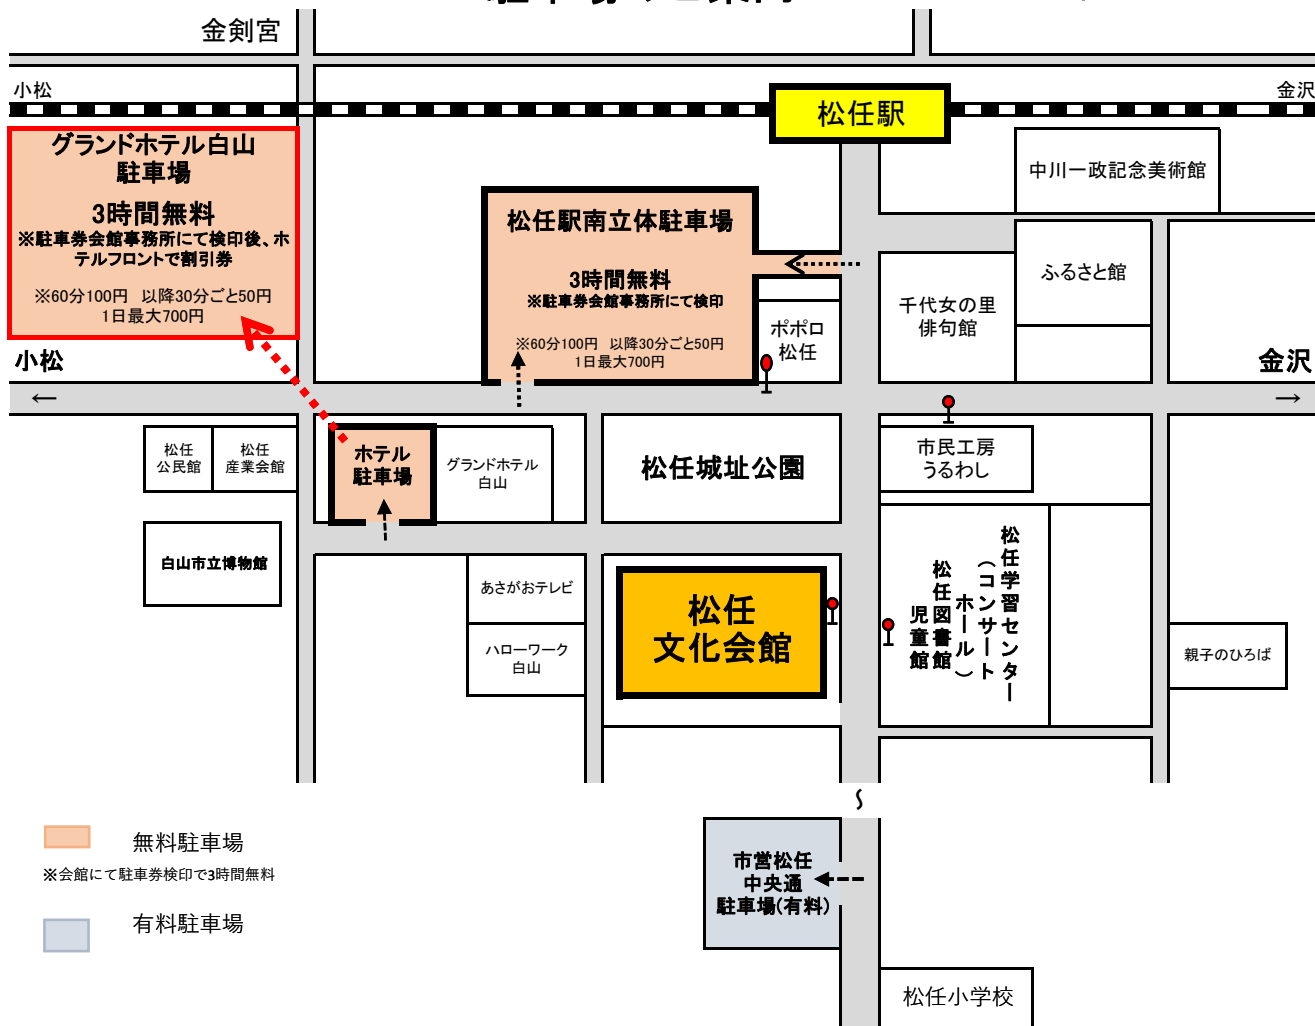 金剣宮
小松
金沢
松任駅
グランドホテル白山
駐車場
3時間無料
※駐車券会館事務所にて検印後、ホ
テルフロントで割引券
※60分100円 以降30分ごと50円
1日最大700円
松任駅南立体駐車場
3時間無料
※駐車券会館事務所にて検印
※60分100円 以降30分ごと50円
1日最大700円
中川一政記念美術館
ふるさと館
千代女の里
俳句館
ポポロ
松任
小松
金沢
←
→
松任
公民館
松任
産業会館
ホテル
駐車場
グランドホテル
白山
松任城址公園
市民工房
うるわし
白山市立博物館
あさがおテレビ
ハローワーク
白山
松任
文化会館
松任学習センター
(コンサート
ホール)
松任図書館
児童館
親子のひろば
~
無料駐車場
※会館にて駐車券検印で3時間無料
有料駐車場
市営松任
中央通
駐車場(有料)
松任小学校